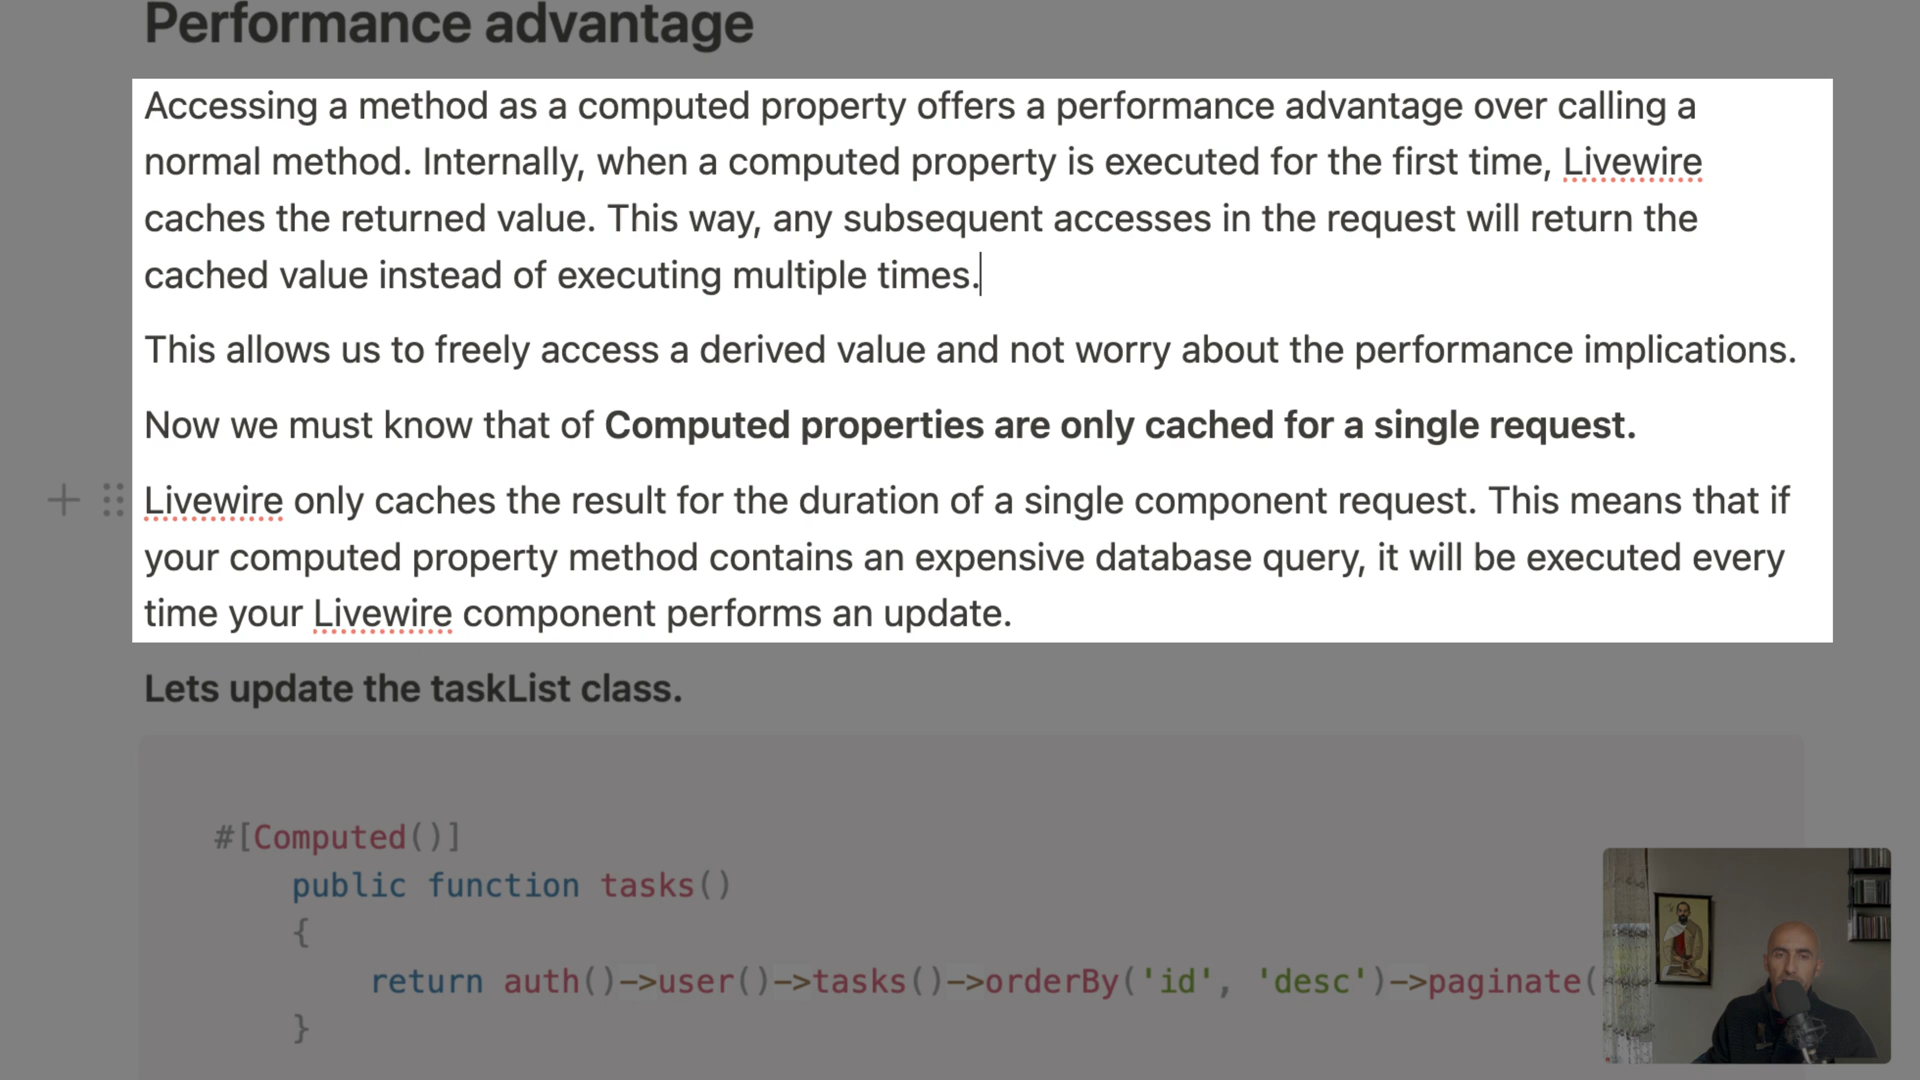 Performance advantage
Accessing a method as a computed property offers a performance advantage over calling a
normal method. Internally, when a computed property is executed for the first time, Livewire
caches the returned value. This way, any subsequent accesses in the request will return the
cached value instead of executing multiple times.
This allows us to freely access a derived value and not worry about the performance implications.
Now we must know that of Computed properties are only cached for a single request.
Livewire only caches the result for the duration of a single component request. This means that if
your computed property method contains an expensive database query, it will be executed every
time your Livewire component performs an update.
Lets update the taskList class.
#[Computed()]
public function tasks()
{
return auth()->user()->tasks()->orderBy('id', 'desc')->paginate(
}